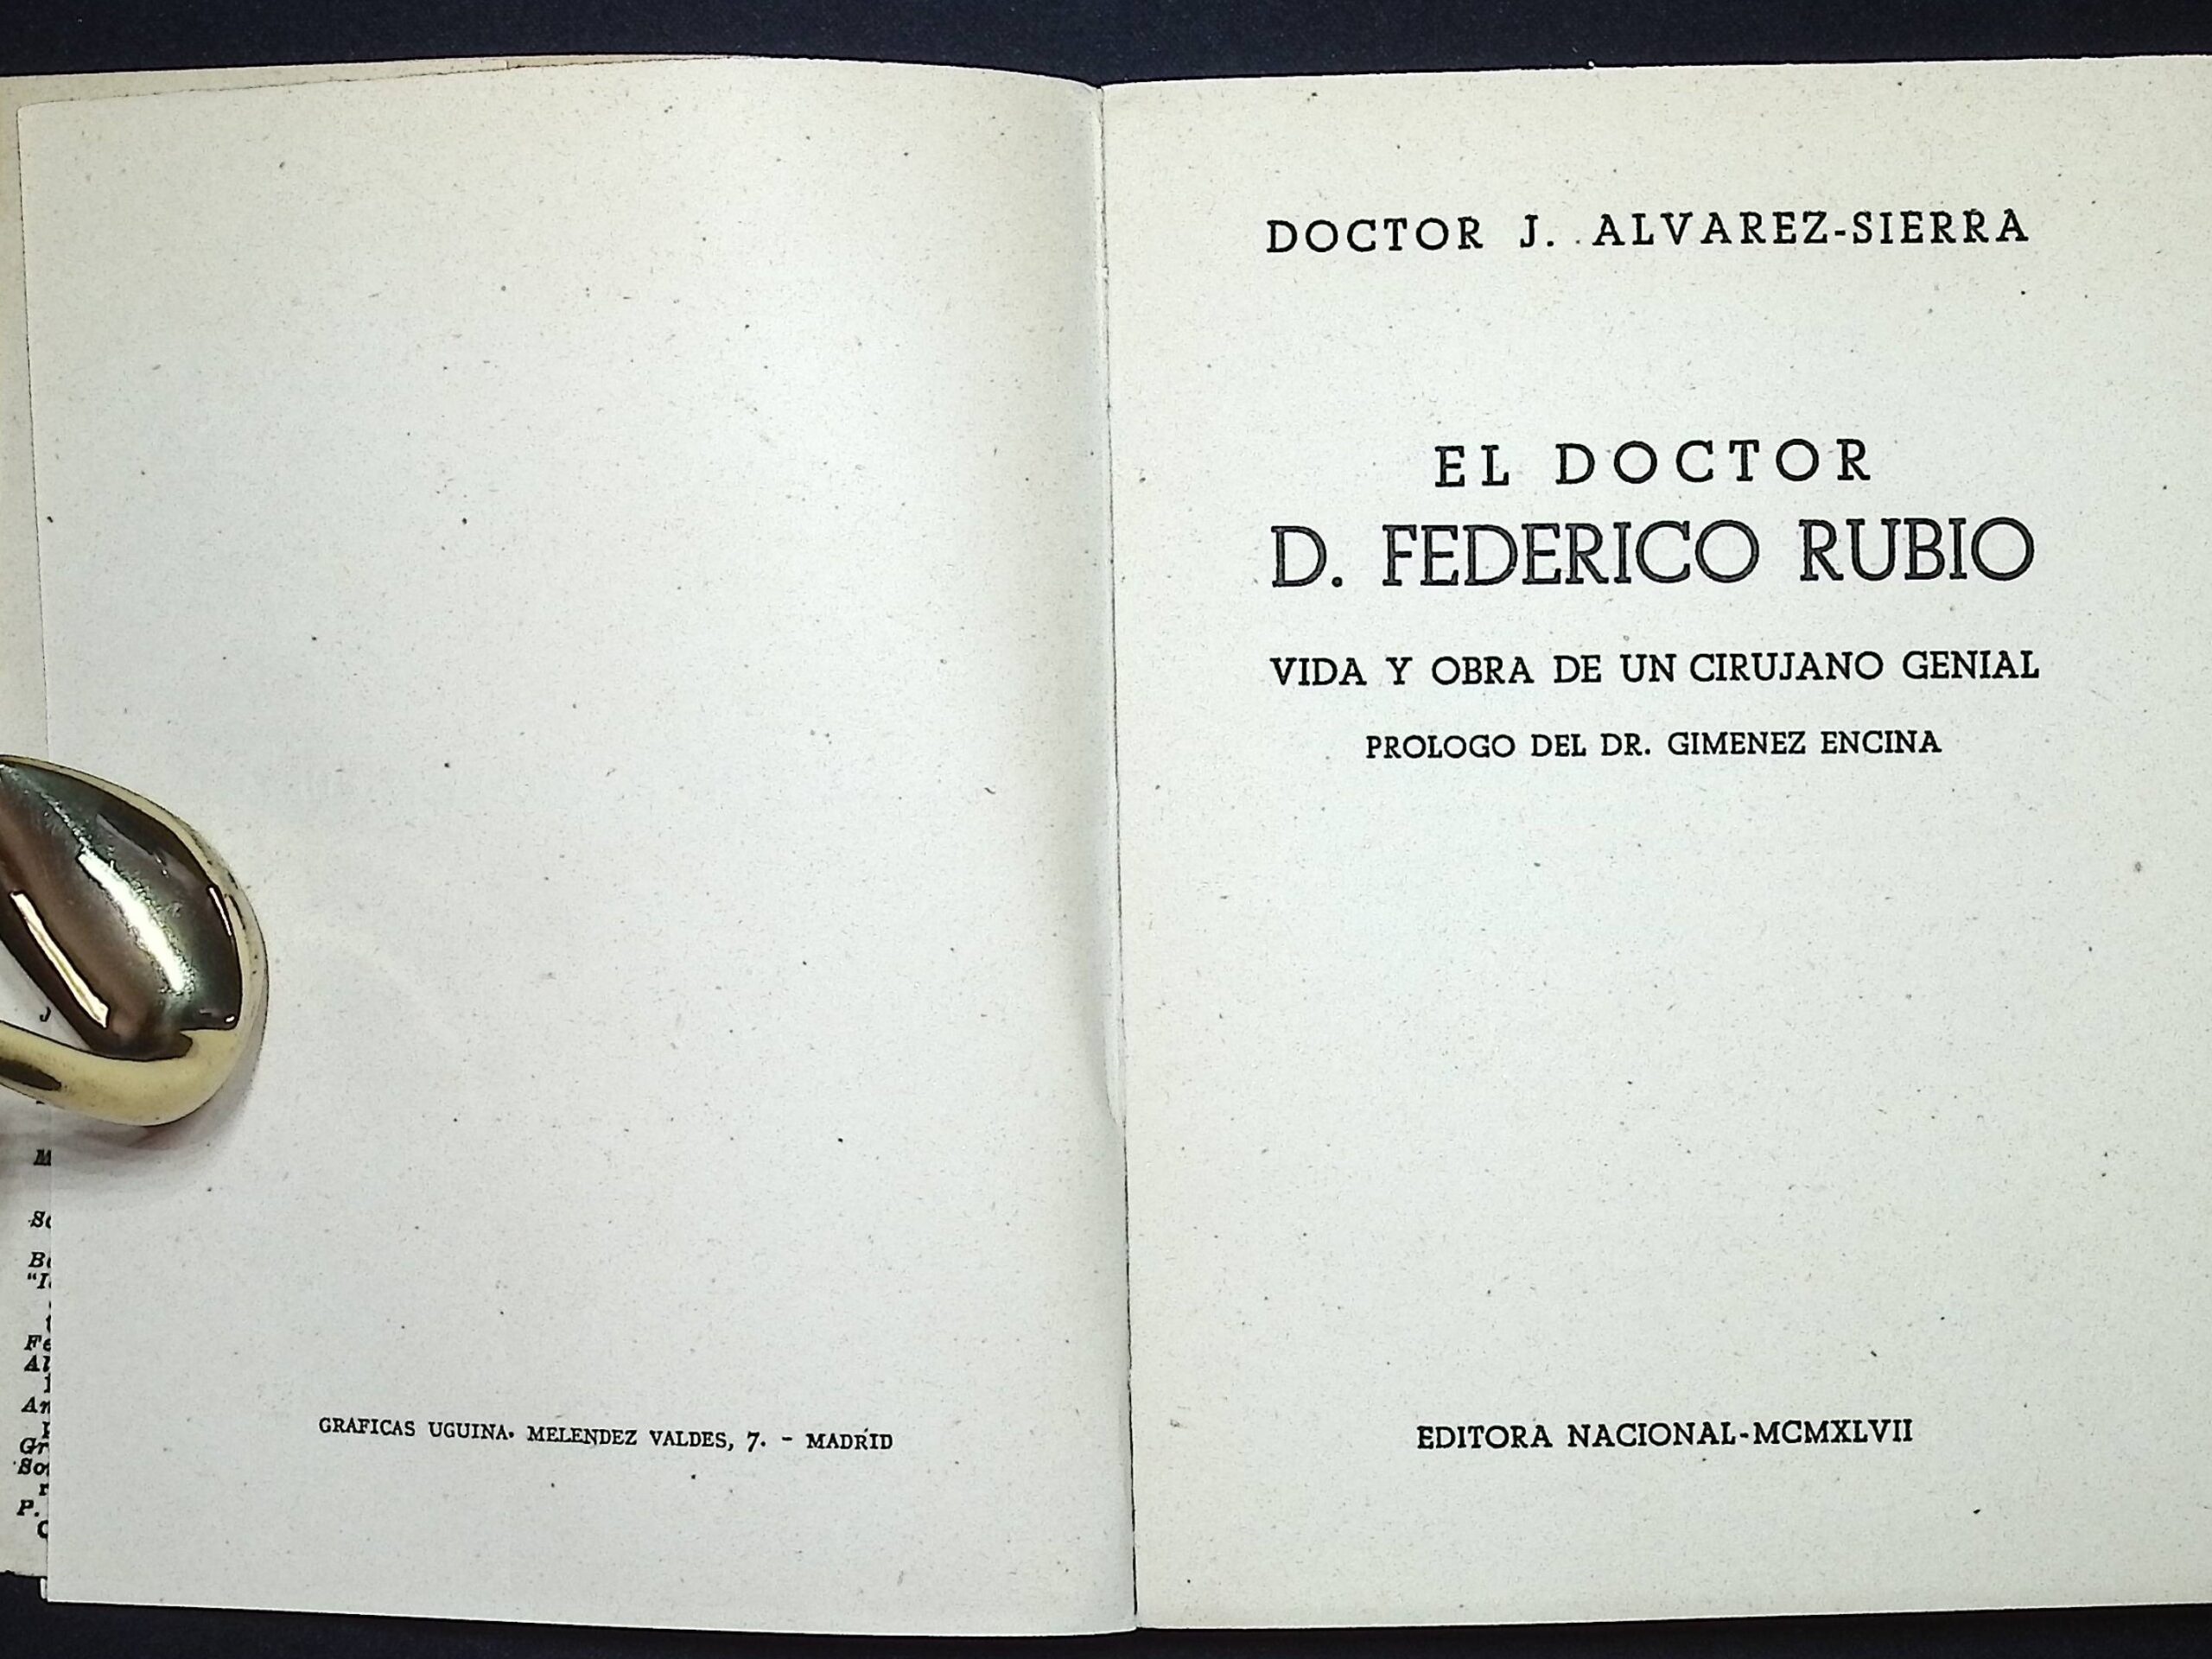 GRAFICAS UGUINA. MELENDEZ VALDES, 7. - MADRID
DOCTOR J. ALVAREZ-SIERRA
EL DOCTOR
D. FEDERICO RUBIO
VIDA Y OBRA DE UN CIRUJANO GENIAL
PROLOGO DEL DR. GIMENEZ ENCINA
EDITORA NACIONAL-MCMXLVII